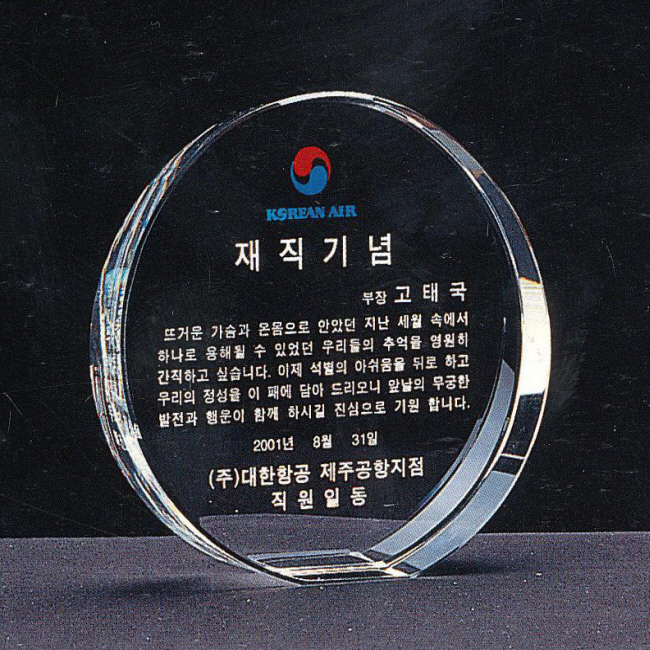 KOREAN AIR
재직기념
부장 고태국
뜨거운 가슴과 온몸으로 안았던 지난 세월 속에서
하나로 용해될 수 있었던 우리들의 추억을 영원히
간직하고 싶습니다. 이제 석별의 아쉬움을 뒤로 하고
우리의 정성을 이 패에 담아 드리오니 앞날의 무궁한
발전과 행운이 함께 하시길 진심으로 기원 합니다.
2001년 8월 31일
(주)대한항공 제주공항지점
직원일동